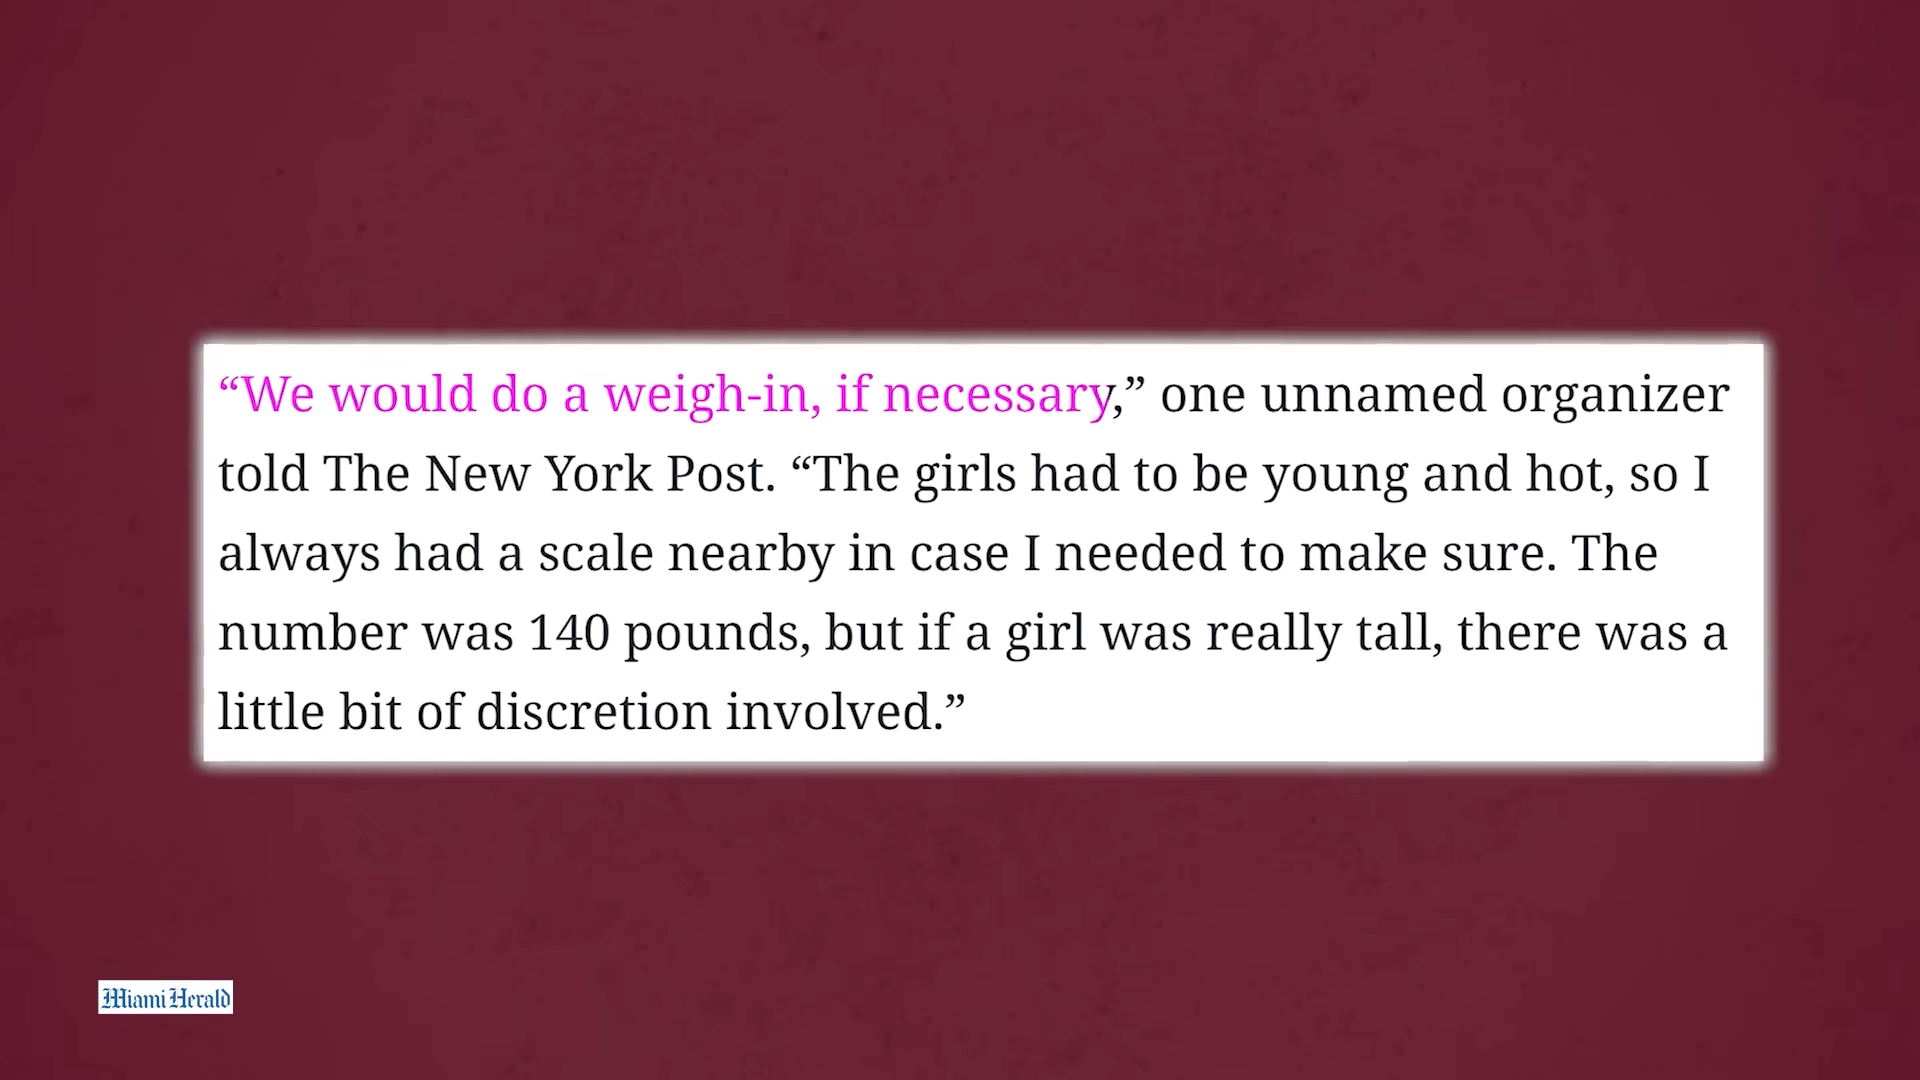 “We would do a weigh-in, if necessary,” one unnamed organizer
told The New York Post. “The girls had to be young and hot, so I
always had a scale nearby in case I needed to make sure. The
number was 140 pounds, but if a girl was really tall, there was a
little bit of discretion involved.”
Miami Herald